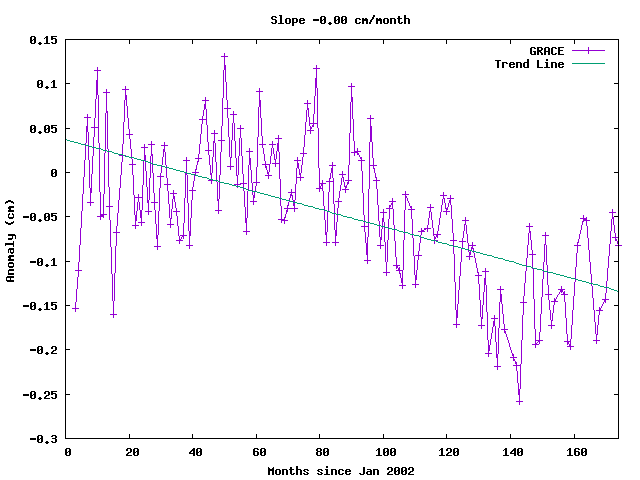 Slope -0.00 cm/month
GRACE
Trend Line
0.15
0.1
0.05
0
-0.05
-0.1
-0.15
-0.2
-0.25
-0.3
Anomaly (cm)
0 20 40 60 80 100 120 140 160
Months since Jan 2002